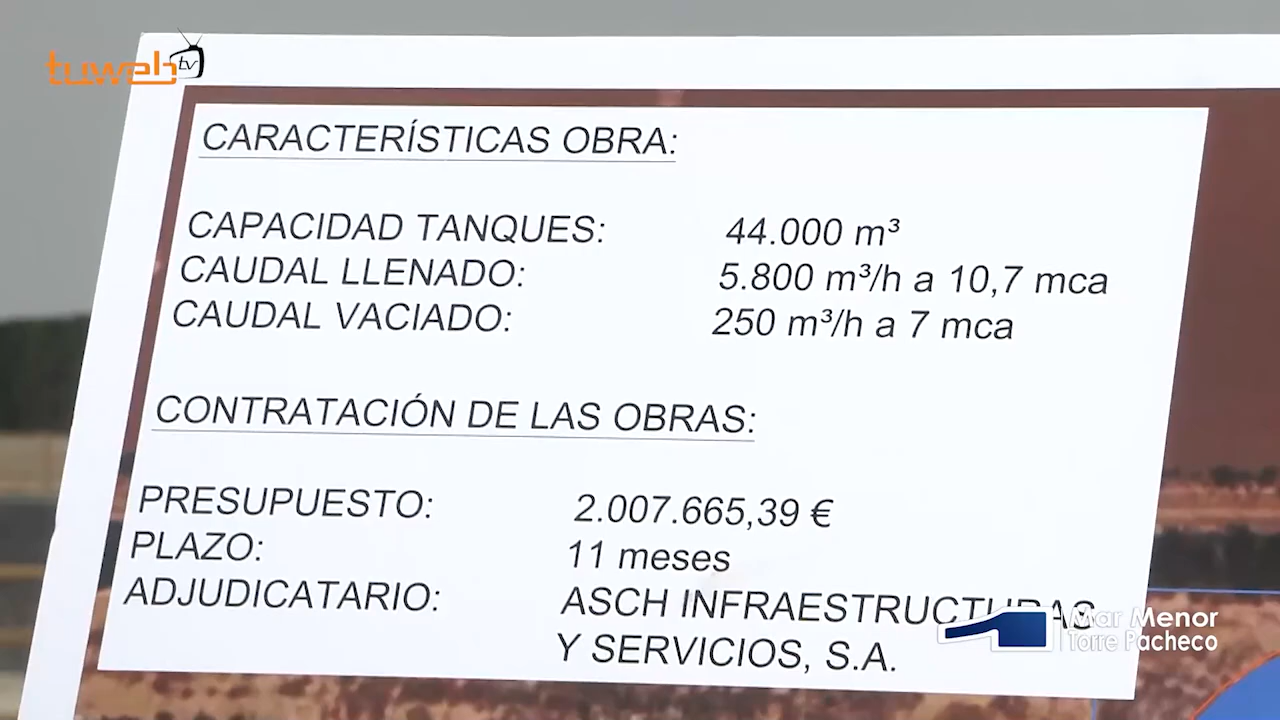 tuweb tv
CARACTERÍSTICAS OBRA:
CAPACIDAD TANQUES: 44.000 m³
CAUDAL LLENADO: 5.800 m³/h a 10,7 mca
CAUDAL VACIADO: 250 m³/h a 7 mca
CONTRATACIÓN DE LAS OBRAS:
PRESUPUESTO: 2.007.665,39 €
PLAZO: 11 meses
ADJUDICATARIO: ASCH INFRAESTRUCTURAS
Y SERVICIOS, S.A.
Mar Menor
Torre Pacheco